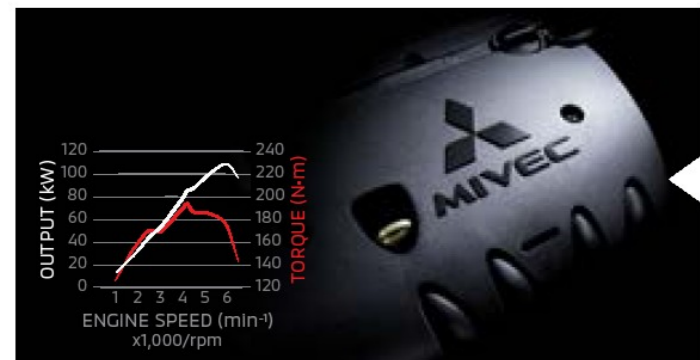 MIVEC
OUTPUT (kW)
120
100
80
60
40
20
0
240
220
200
180
160
140
120
TORQUE (N•m)
1 2 3 4 5 6
ENGINE SPEED (min-¹)
x1,000/rpm